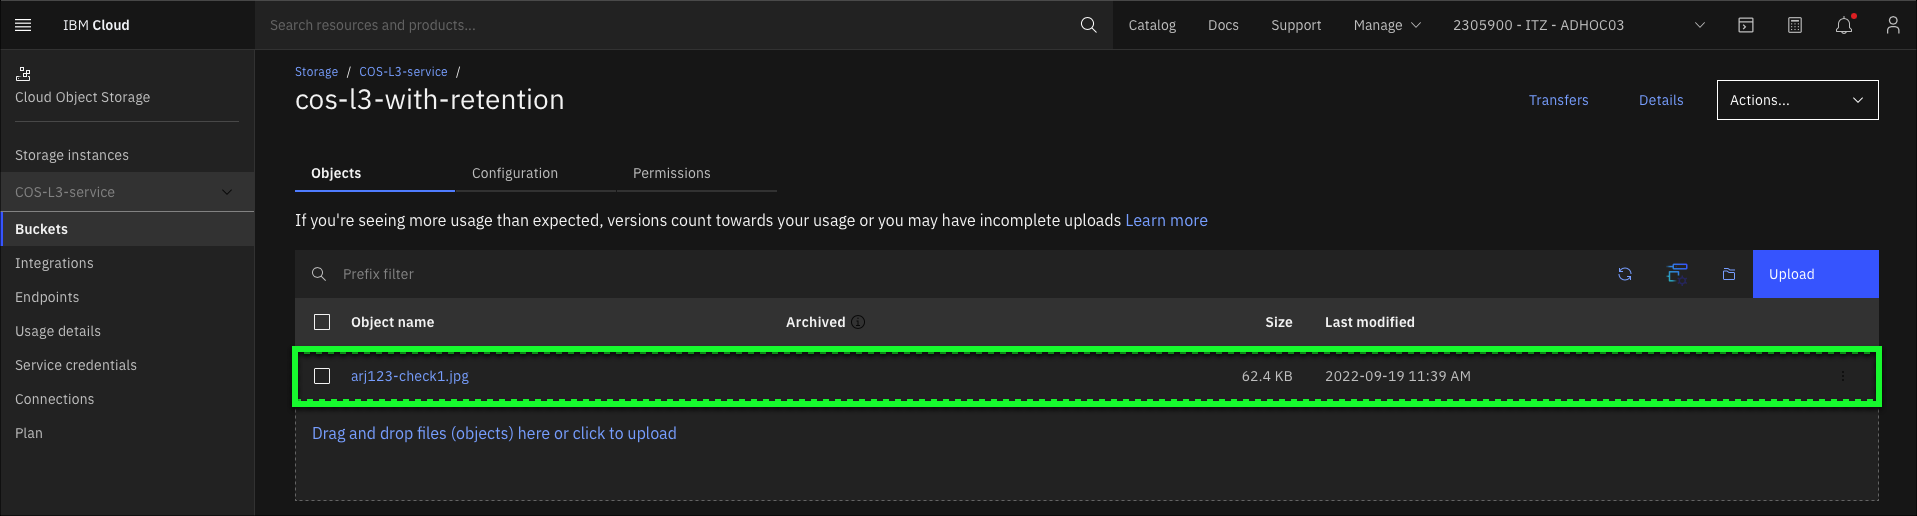 IBM Cloud
Search resources and products...
Catalog
Docs
Support
Manage
2305900 - ITZ - ADHOC03
Cloud Object Storage
Storage instances
COS-L3-service
Buckets
Integrations
Endpoints
Usage details
Service credentials
Connections
Plan
Storage / COS-L3-service /
cos-l3-with-retention
Transfers
Details
Actions...
Objects
Configuration
Permissions
If you're seeing more usage than expected, versions count towards your usage or you may have incomplete uploads Learn more
Prefix filter
Upload
Object name
Archived
Size
Last modified
arj123-check1.jpg
62.4 KB
2022-09-19 11:39 AM
Drag and drop files (objects) here or click to upload